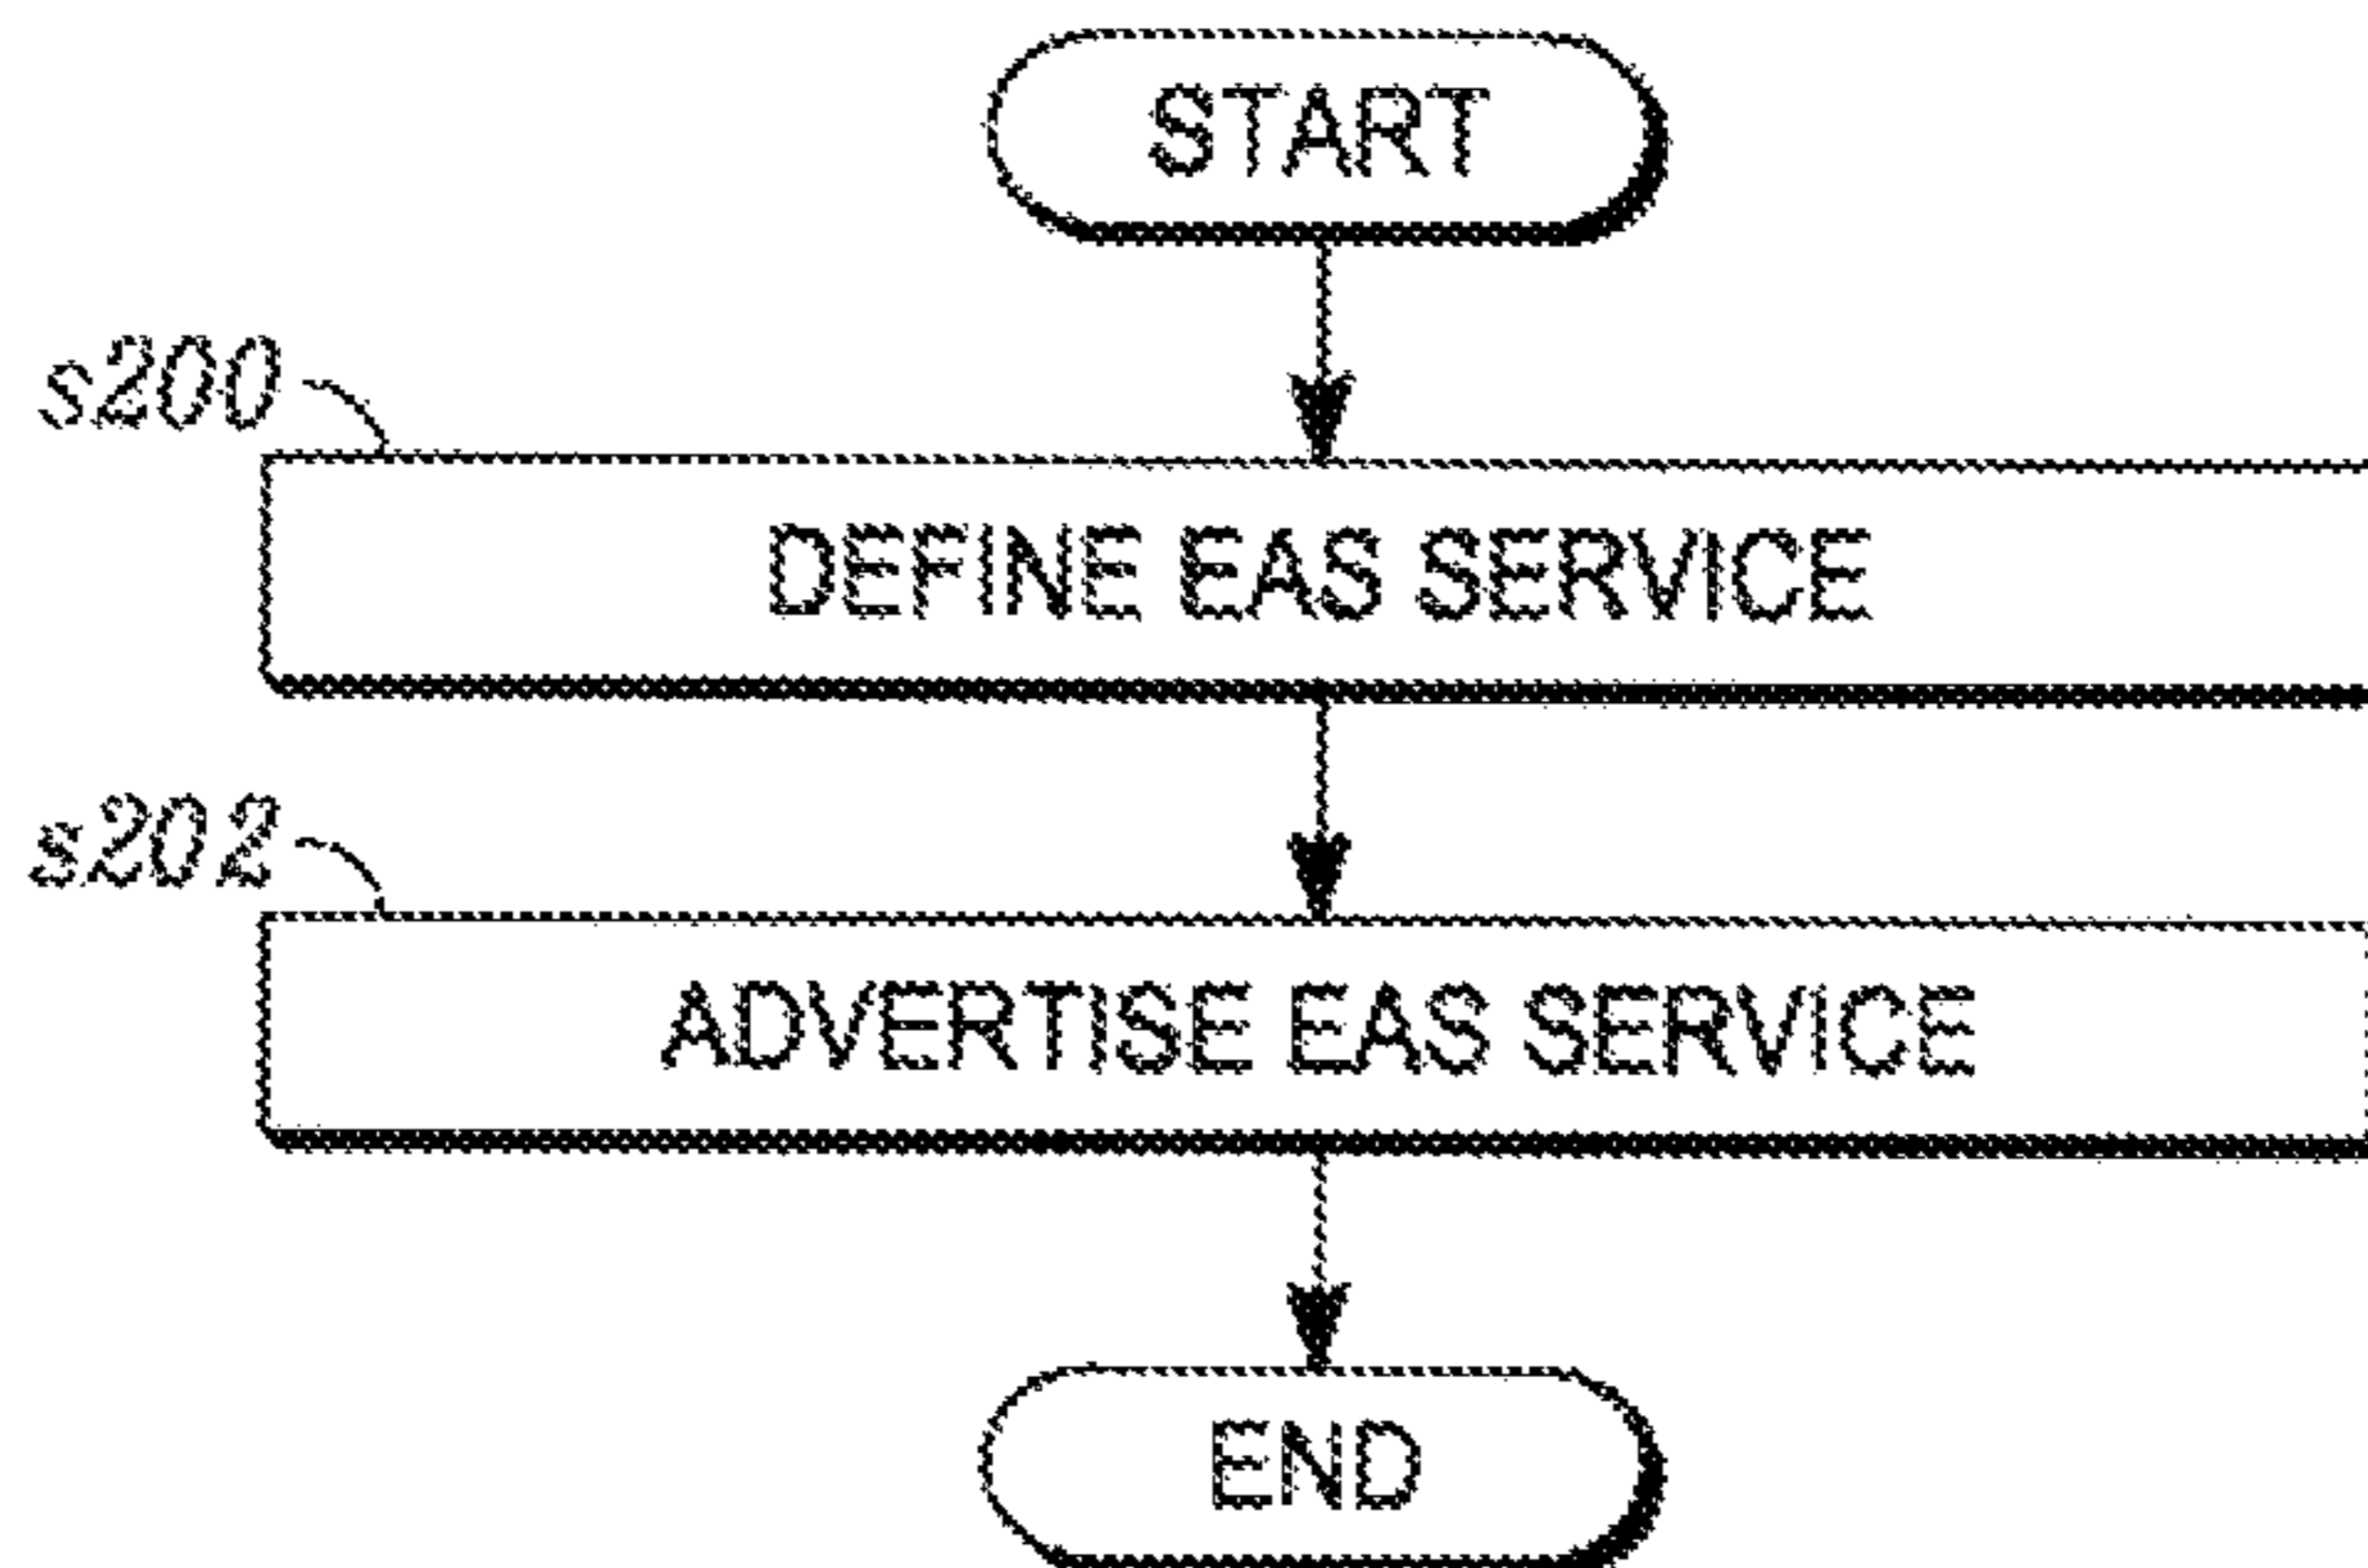 START
s200
DEFINE EAS SERVICE
s202
ADVERTISE EAS SERVICE
END